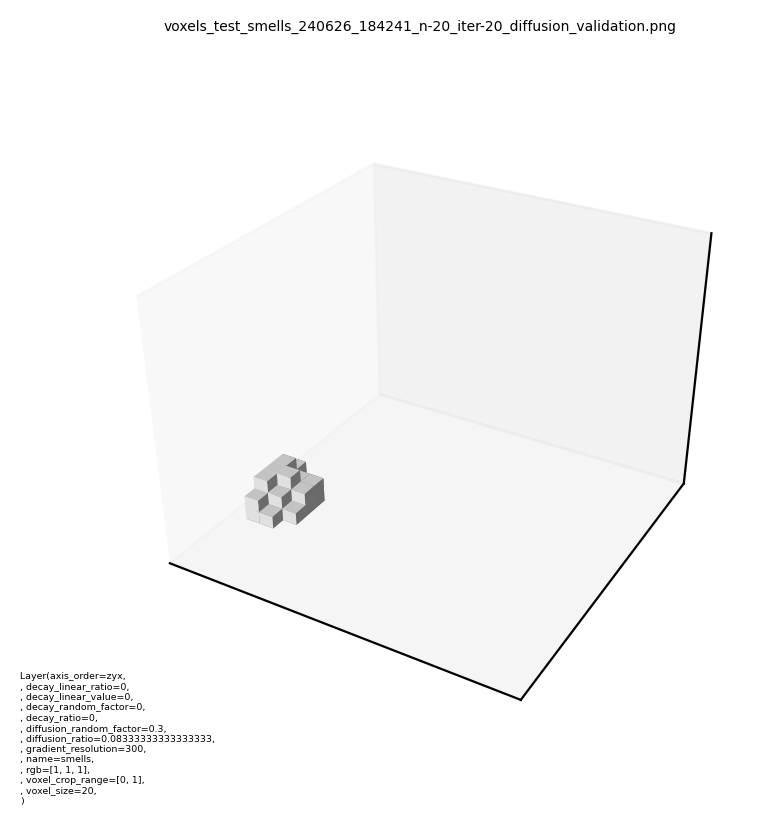 voxels_test_smells_240626_184241_n-20_iter-20_diffusion_validation.png
Layer(axis_order=zyx,
, decay_linear_ratio=0,
, decay_linear_value=0,
, decay_random_factor=0,
, decay_ratio=0,
, diffusion_random_factor=0.3,
, diffusion_ratio=0.08333333333333333,
, gradient_resolution=300,
, name=smells,
, rgb=[1, 1, 1],
, voxel_crop_range=[0, 1],
, voxel_size=20,
)